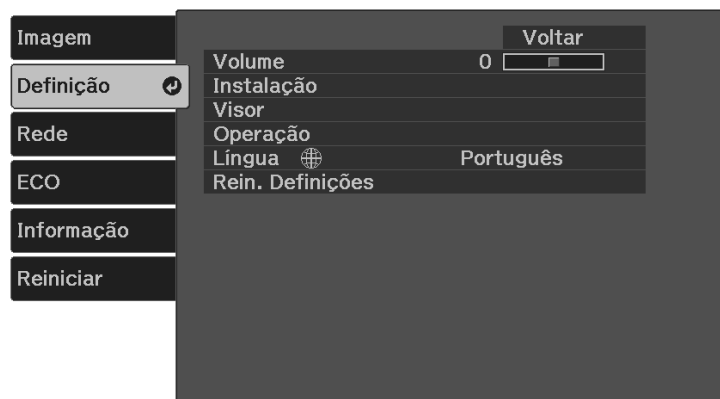 Imagem
Definição
Rede
ECO
Informação
Reiniciar
Voltar
Volume 0
Instalação
Visor
Operação
Língua Português
Rein. Definições